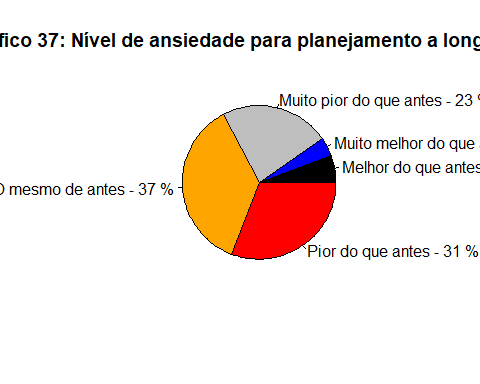 fico 37: Nível de ansiedade para planejamento a long
Muito pior do que antes - 23 %
Muito melhor do que a
Melhor do que antes
O mesmo de antes - 37 %
Pior do que antes - 31 %